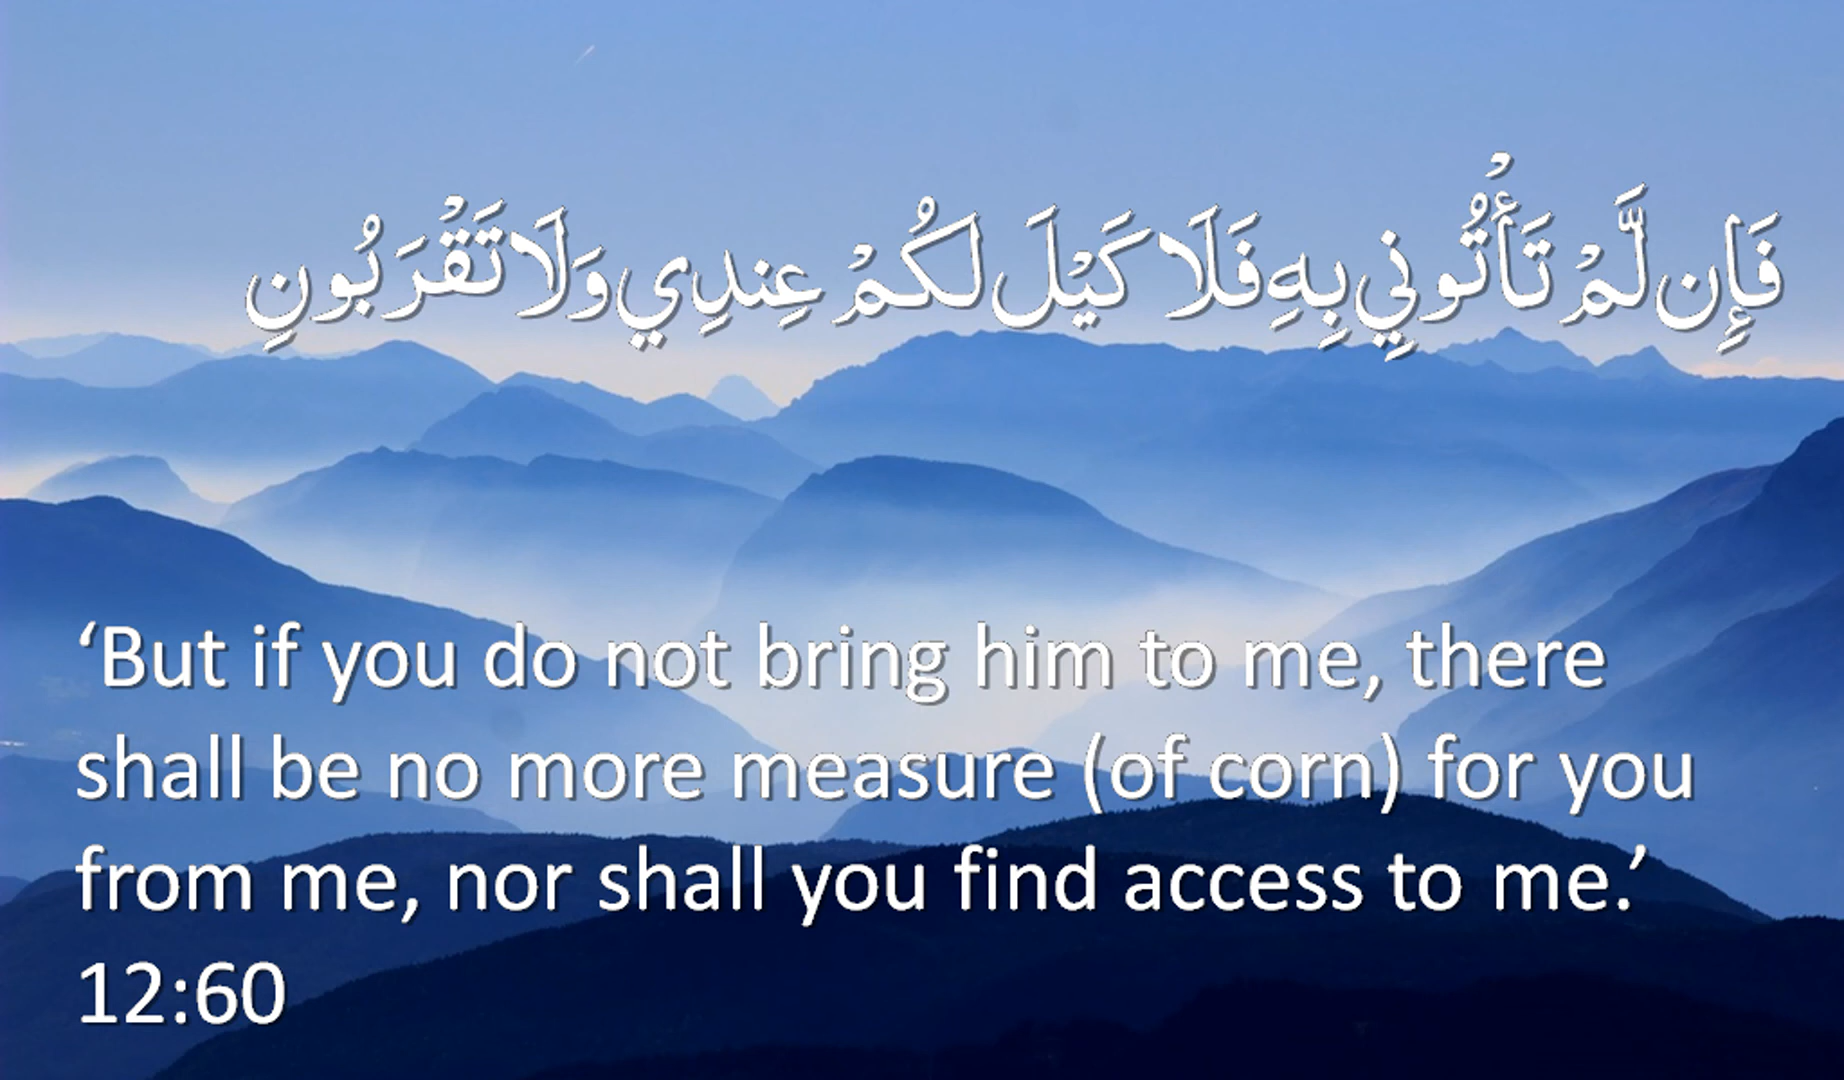 فَإِن لَّمْ تَأْتُونِي بِهِ فَلَا كَيْلَ لَكُمْ عِندِي وَلَا تَقْرَبُونِ
‘But if you do not bring him to me, there
shall be no more measure (of corn) for you
from me, nor shall you find access to me.’
12:60